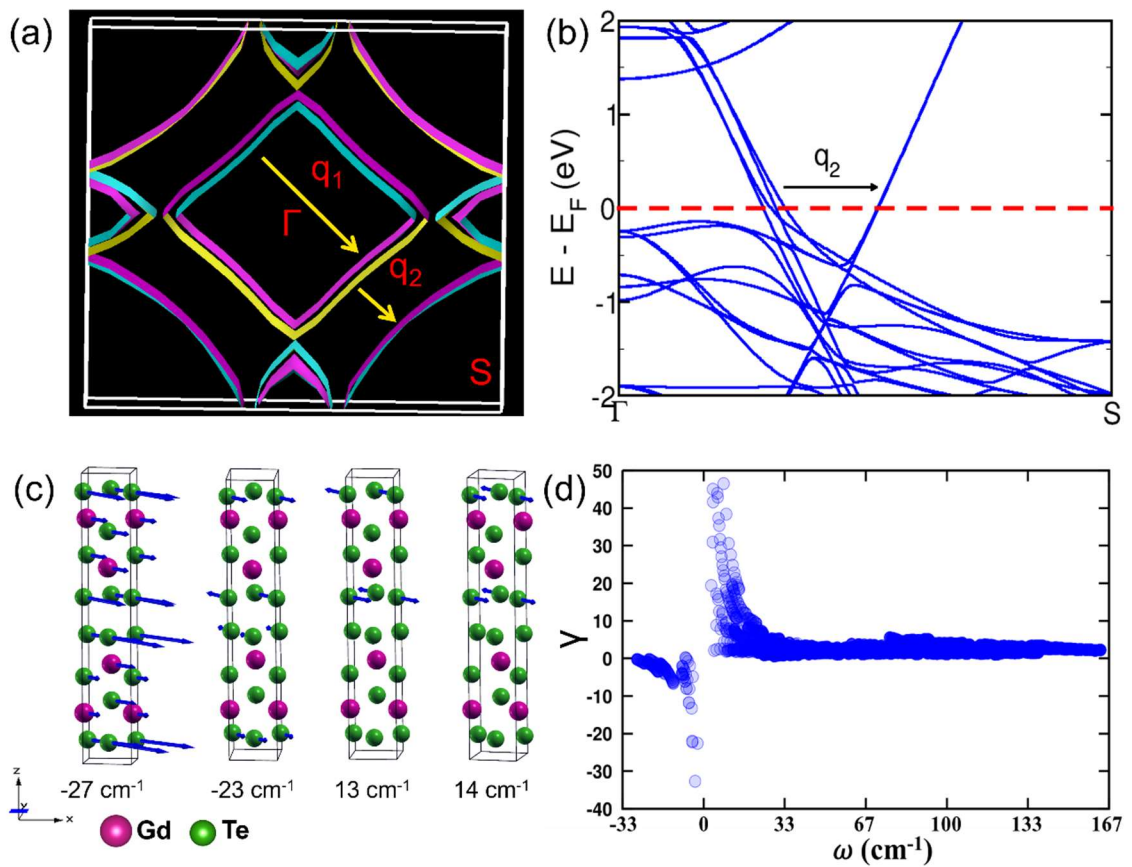 (a)
q1
Γ
q2
S
(b)
E - EF (eV)
2
1
0
-1
-2
q2
Γ
S
(c)
-27 cm-1
-23 cm-1
13 cm-1
14 cm-1
z
y
x
Gd
Te
(d)
γ
50
40
30
20
10
0
-10
-20
-30
-40
-33
0
33
67
100
133
167
ω (cm-1)